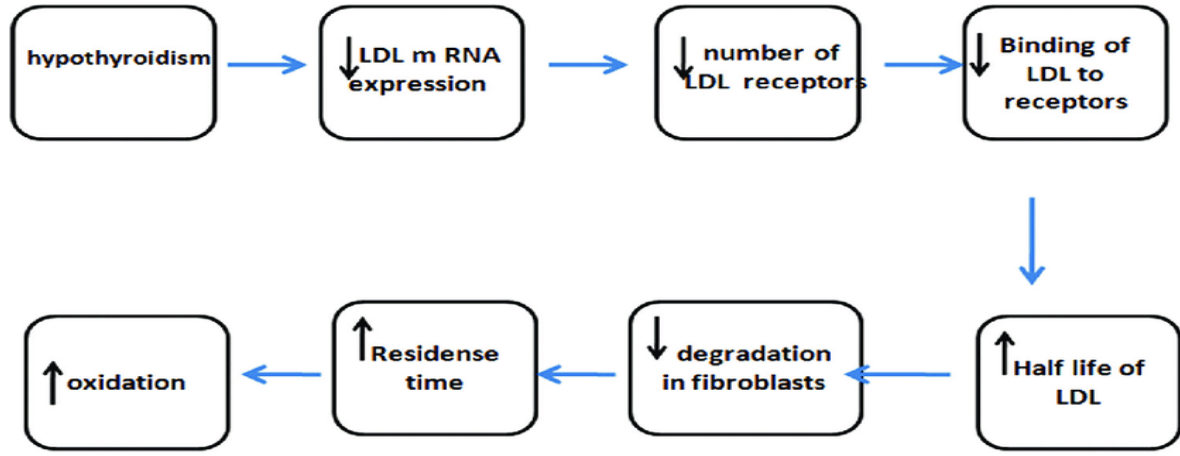 hypothyroidism
LDL m RNA
expression
number of
LDL receptors
Binding of
LDL to
receptors
Half life of
LDL
degradation
in fibroblasts
Residense
time
oxidation